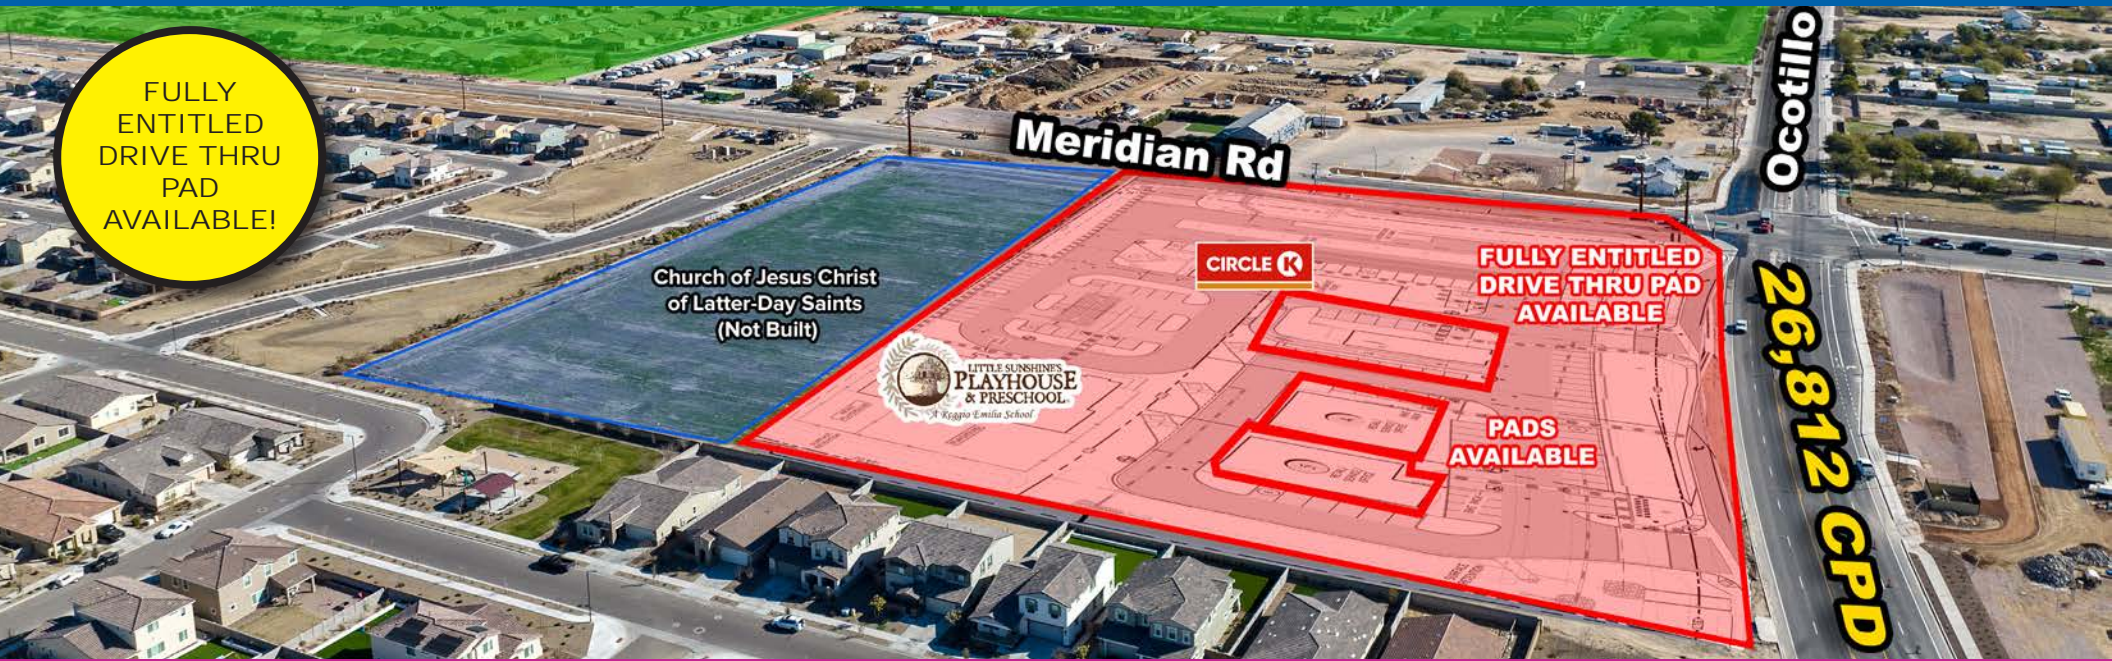 FULLY
ENTITLED
DRIVE THRU
PAD
AVAILABLE!
Meridian Rd
Ocotillo
Church of Jesus Christ
of Latter-Day Saints
(Not Built)
CIRCLE K
FULLY ENTITLED
DRIVE THRU PAD
AVAILABLE
LITTLE SUNSHINE'S
PLAYHOUSE
& PRESCHOOL
A Reggio Emilia School
PADS
AVAILABLE
26,812 CPD